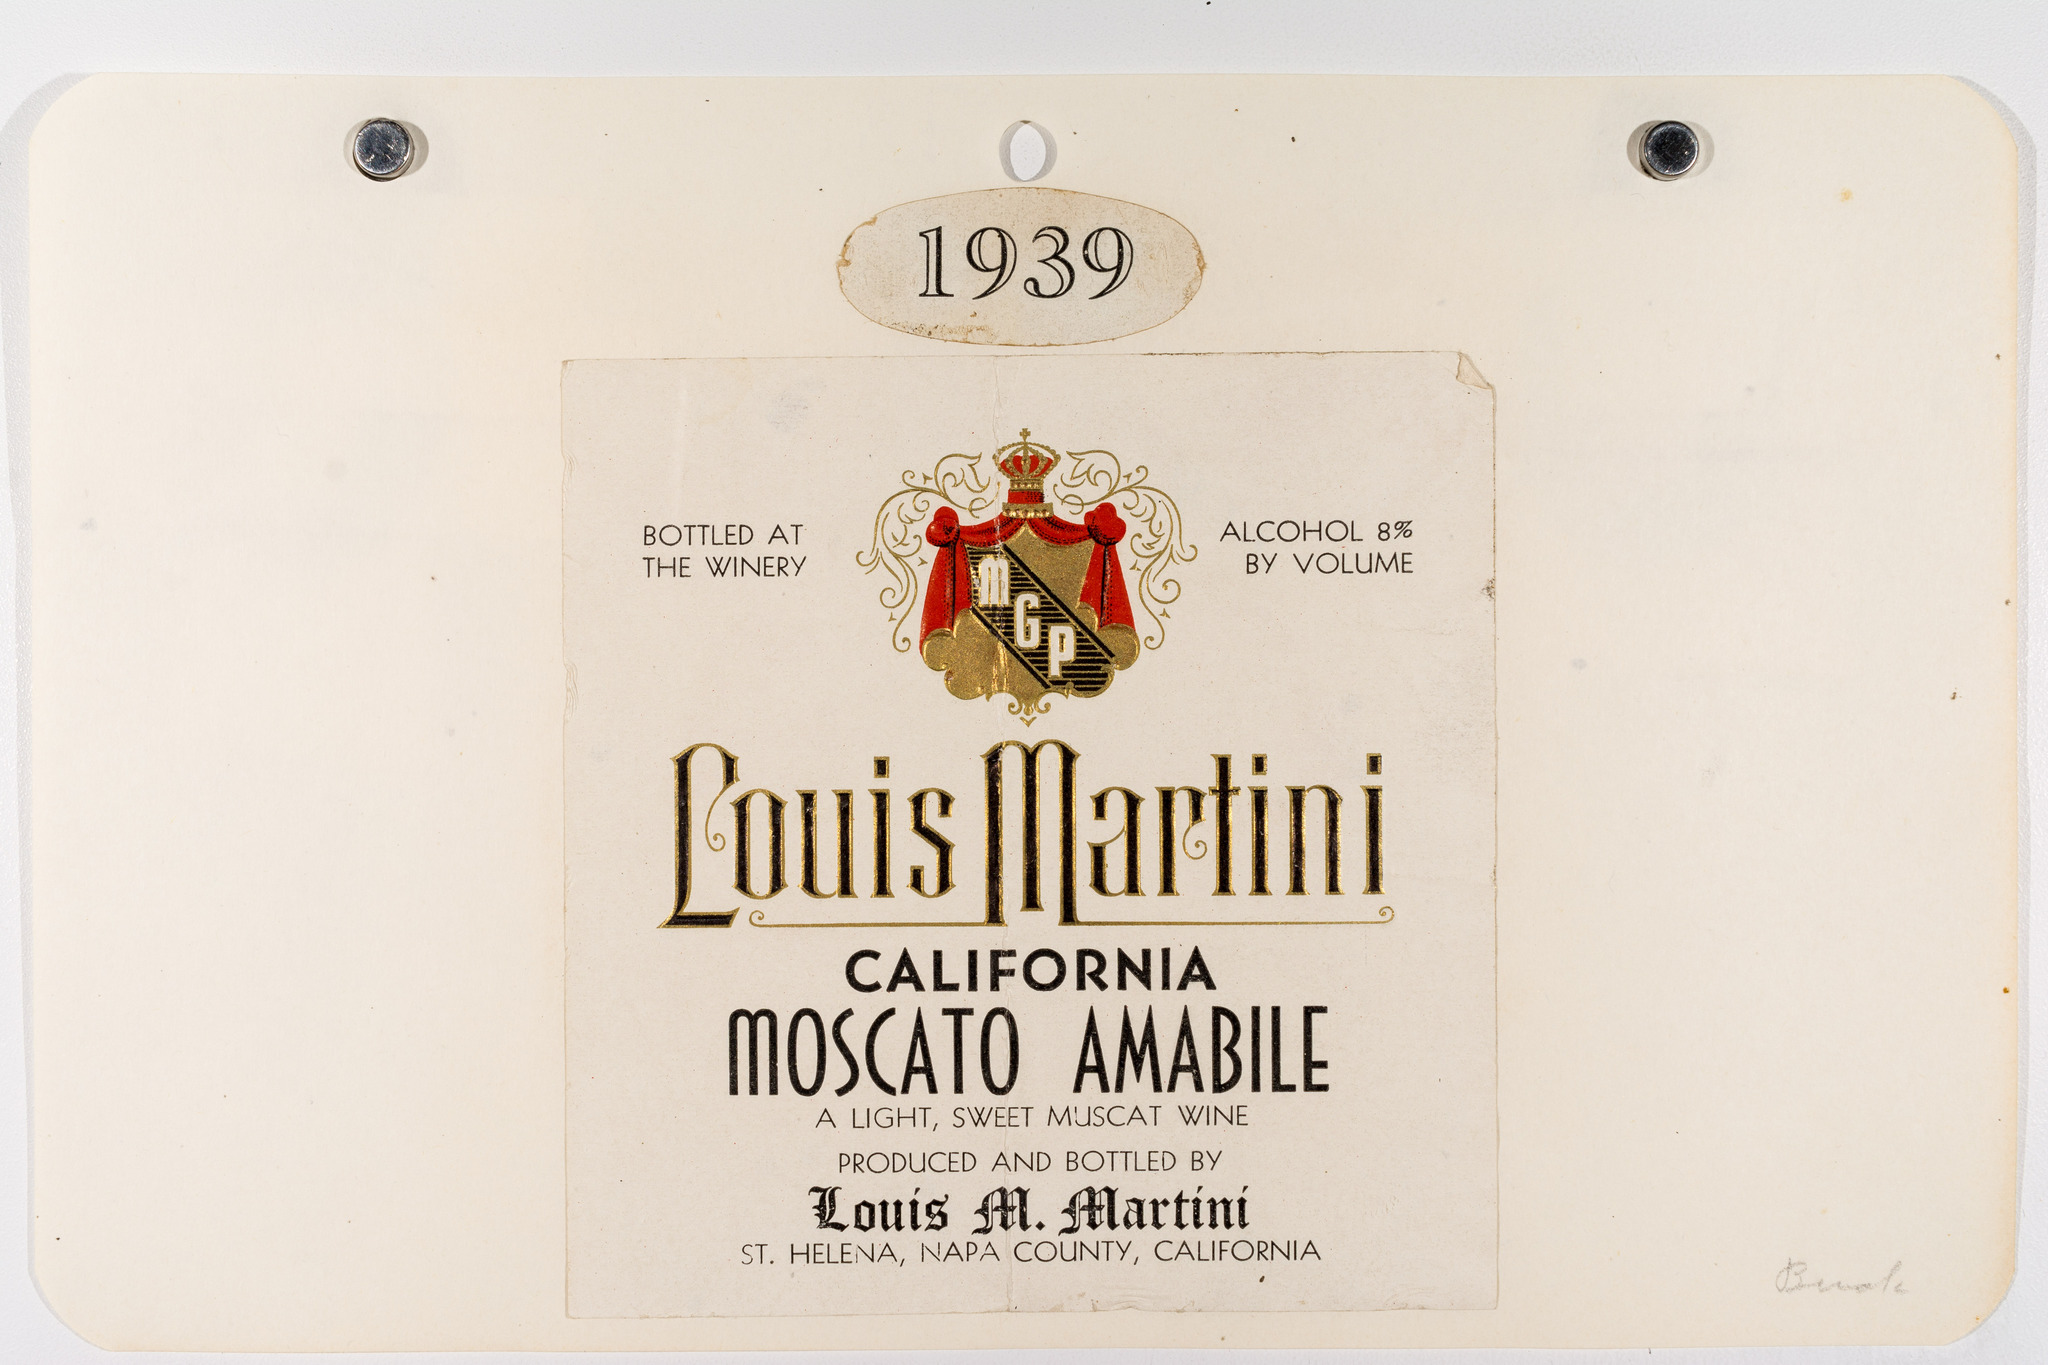 1939
BOTTLED AT
THE WINERY
ALCOHOL 8%
BY VOLUME
M
G
P
Louis Martini
CALIFORNIA
MOSCATO AMABILE
A LIGHT, SWEET MUSCAT WINE
PRODUCED AND BOTTLED BY
Louis M. Martini
ST. HELENA, NAPA COUNTY, CALIFORNIA